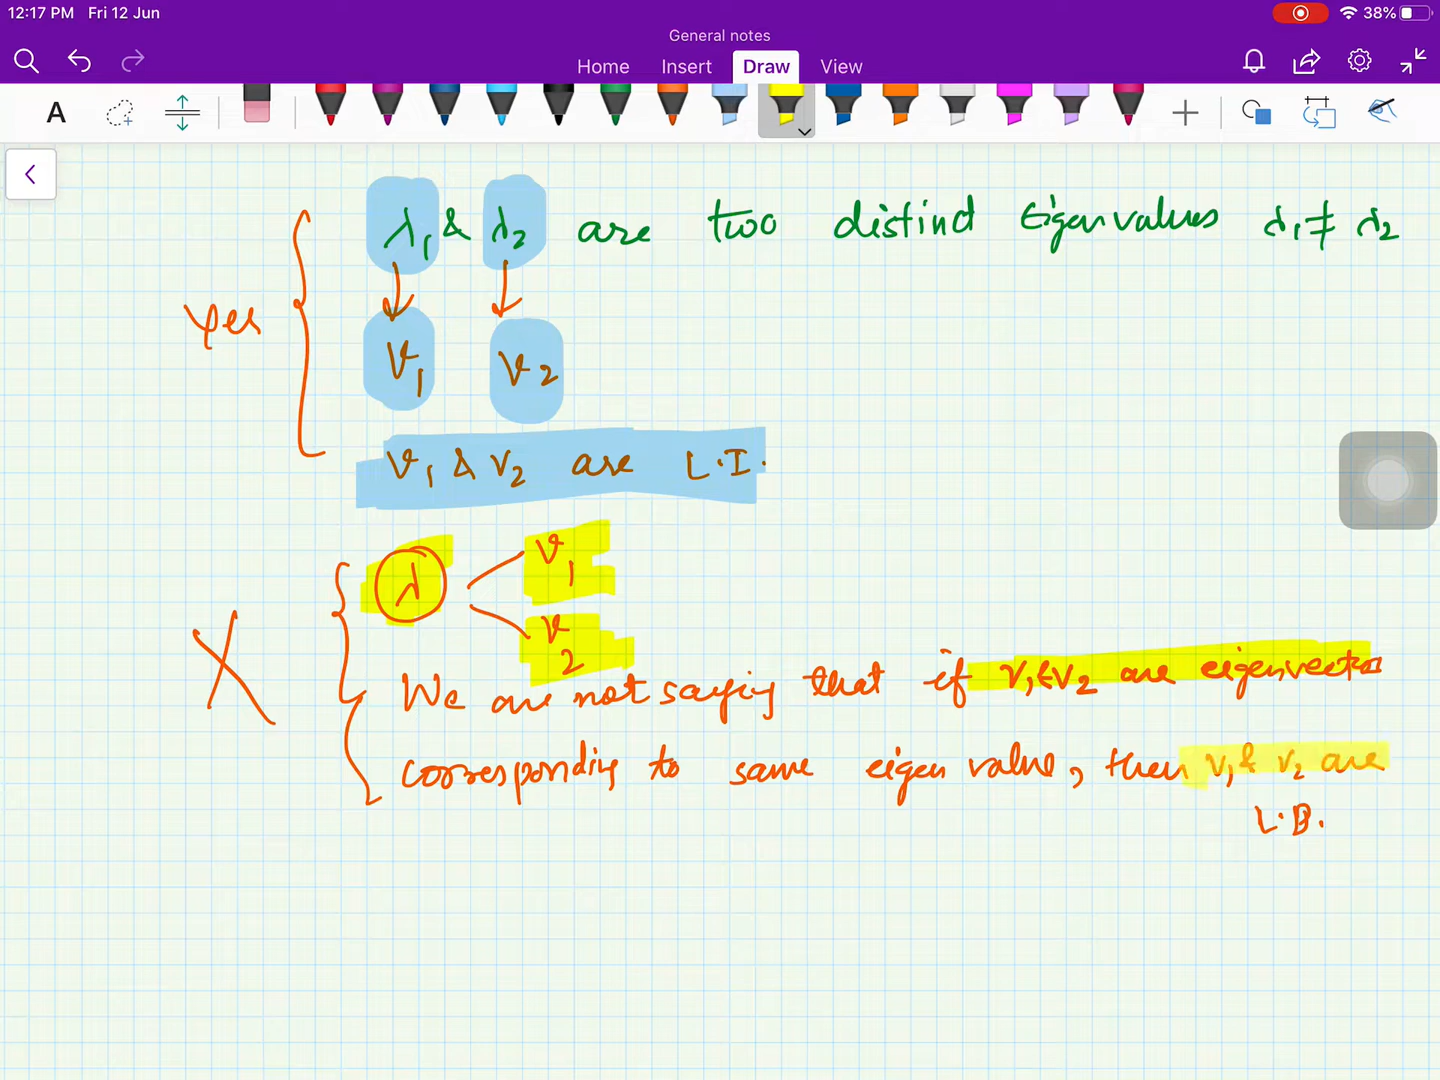 12:17 PM Fri 12 Jun
38%
General notes
Home Insert Draw View
A
λ₁ & λ₂ are two distinct Eigenvalues λ₁ ≠ λ₂
Yes
v₁ v₂
v₁ & v₂ are L.I.
λ v₁
v₂
We are not saying that if v₁ & v₂ are eigenvectors
corresponding to same eigen value, then v₁ & v₂ are
L.D.